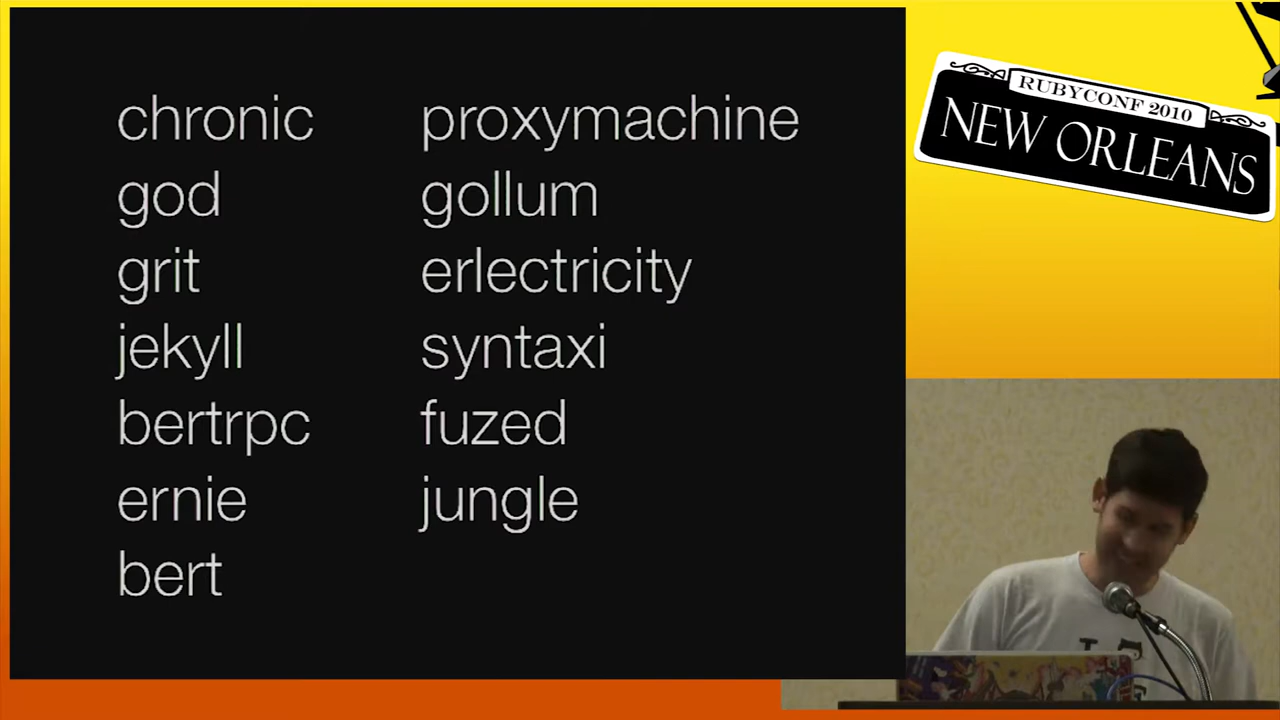 chronic
god
grit
jekyll
bertrpc
ernie
bert
proxymachine
gollum
erlectricity
syntaxi
fuzed
jungle
RUBYCONF 2010
NEW ORLEANS